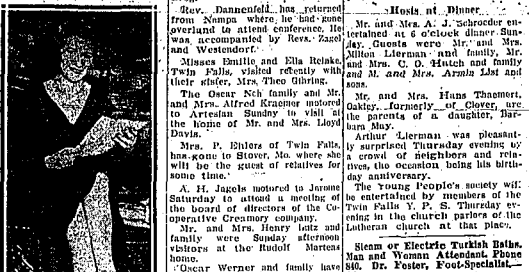 Rev. Dannenfeld has returned
from Nampa where he had gone
overland to attend conference. He
was accompanied by Revs. Zagel
and Westendorf.
Misses Emilie and Ella Reinke,
Twin Falls, visited recently with
their sister, Mrs. Theo Gihring.
The Oscar Neh family and Mr.
and Mrs. Alfred Kraemer motored
to Artesian Sunday to visit at
the home of Mr. and Mrs. Lloyd
Davis.
Mrs. P. Ehlers of Twin Falls,
has gone to Stover, Mo. where she
will be the guest of relatives for
some time.
A. H. Jagels motored to Jarome
Saturday to attend a meeting of
the board of directors of the Co-
operative Creamery company.
Mr. and Mrs. Henry Lutz and
family were Sunday afternoon
visitors at the Rudolf Martens
home.
Oscar Werner and family have
Hosts at Dinner
Mr. and Mrs. A. J. Schroeder en-
tertained at 6 o'clock dinner Sun-
day. Guests were Mr. and Mrs.
Milton Lierman and family, Mr.
and Mrs. C. O. Hatch and family
and M. and Mrs. Armin List and
sons.
Mr. and Mrs. Hans Thaemert,
Oakley, formerly of Clover, are
the parents of a daughter, Bar-
bara May.
Arthur Lierman was pleasant-
ly surprised Thursday evening by
a crowd of neighbors and rela-
tives, the occasion being his birth-
day anniversary.
The Young People's society will
be entertained by members of the
Twin Falls Y. P. S. Thursday ev-
ening in the church parlors of the
Lutheran church at that place.
Steam or Electric Turkish Baths.
Man and Woman Attendant. Phone
840. Dr. Foster, Foot-Specialist.